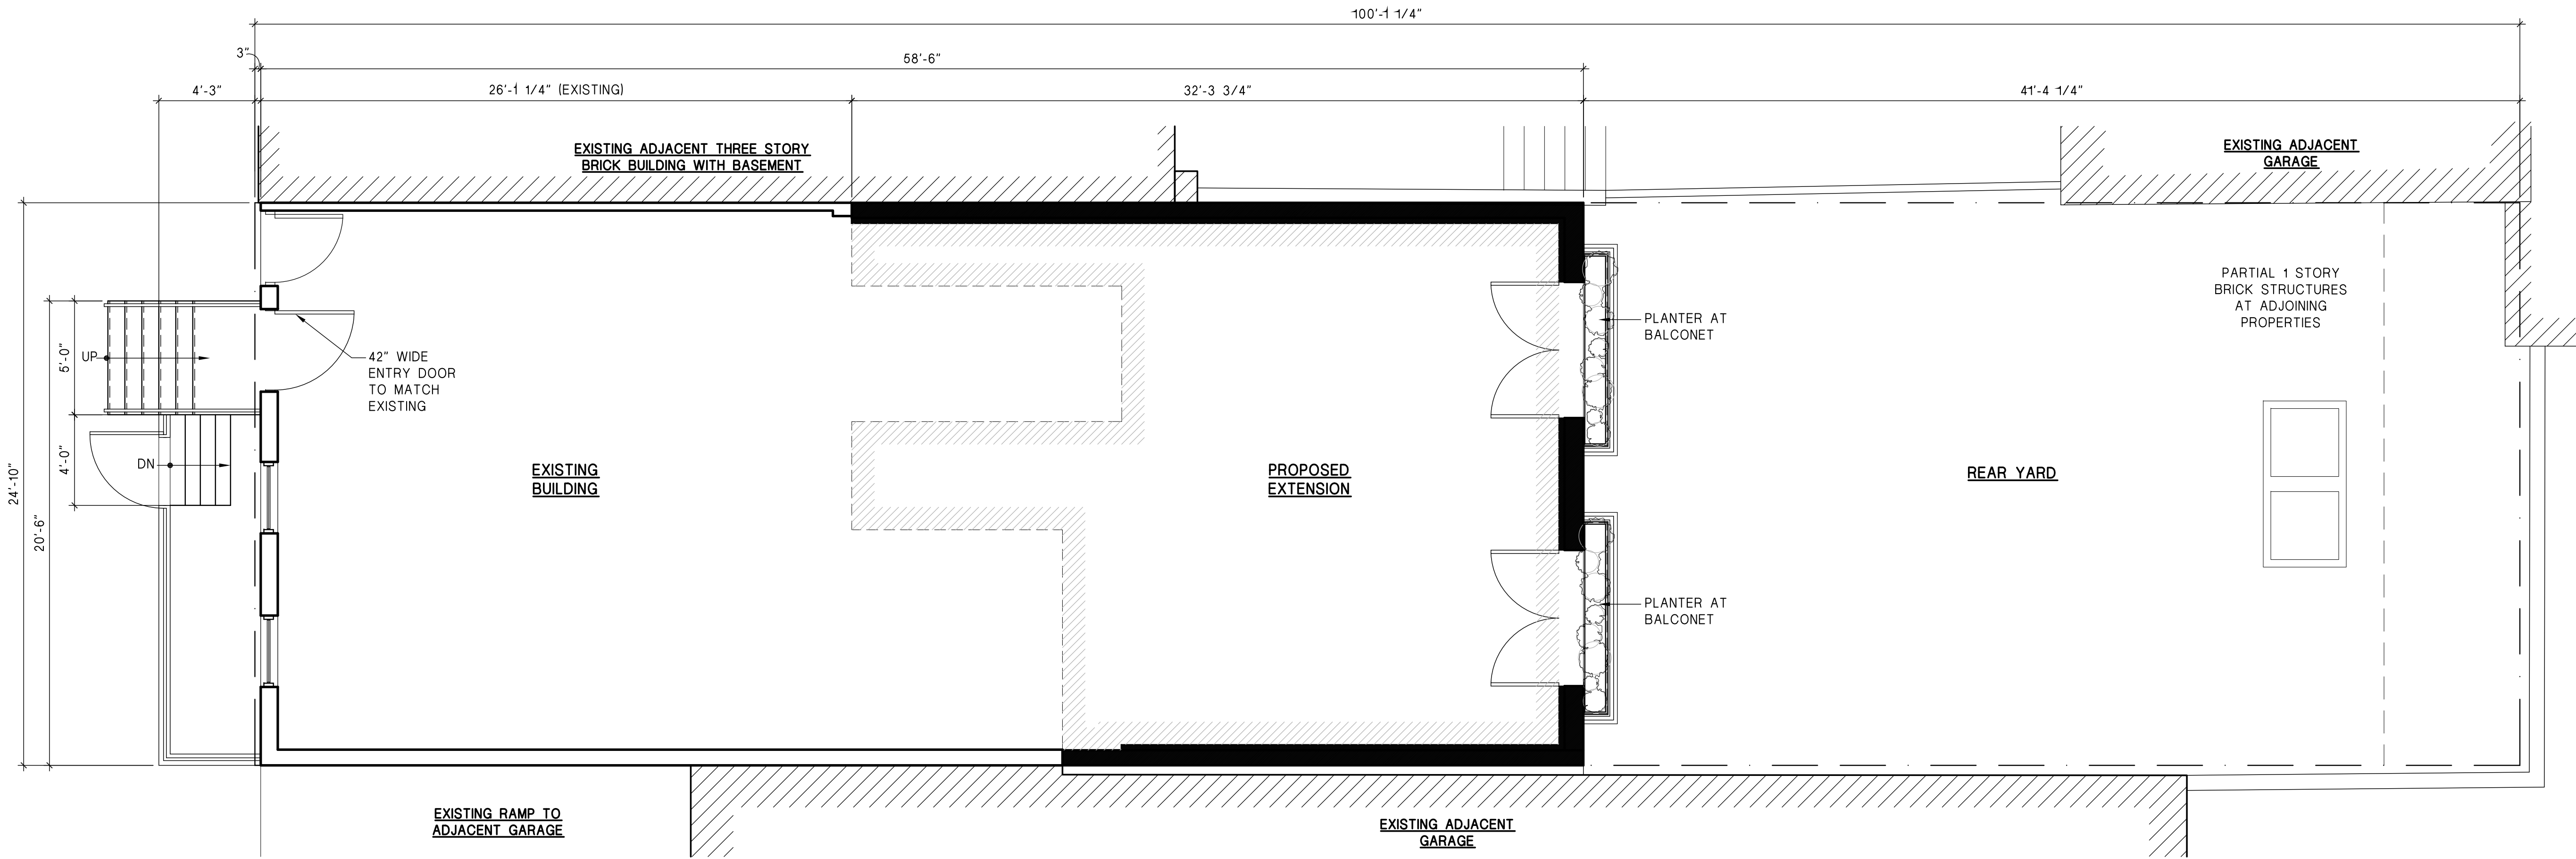 100'-1 1/4"
3"
58'-6"
4'-3"
26'-1 1/4" (EXISTING)
32'-3 3/4"
41'-4 1/4"
EXISTING ADJACENT THREE STORY
BRICK BUILDING WITH BASEMENT
EXISTING ADJACENT
GARAGE
PARTIAL 1 STORY
BRICK STRUCTURES
AT ADJOINING
PROPERTIES
PLANTER AT
BALCONET
UP
5'-0"
42" WIDE
ENTRY DOOR
TO MATCH
EXISTING
DN
4'-0"
24'-10"
20'-6"
EXISTING
BUILDING
PROPOSED
EXTENSION
REAR YARD
PLANTER AT
BALCONET
EXISTING RAMP TO
ADJACENT GARAGE
EXISTING ADJACENT
GARAGE